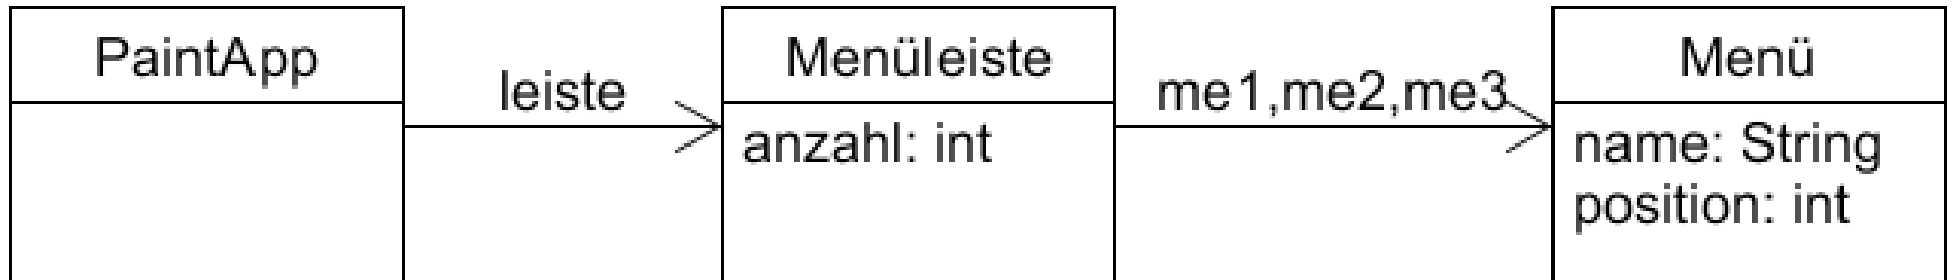 PaintApp
leiste
Menüleiste
anzahl: int
me1,me2,me3
Menü
name: String
position: int